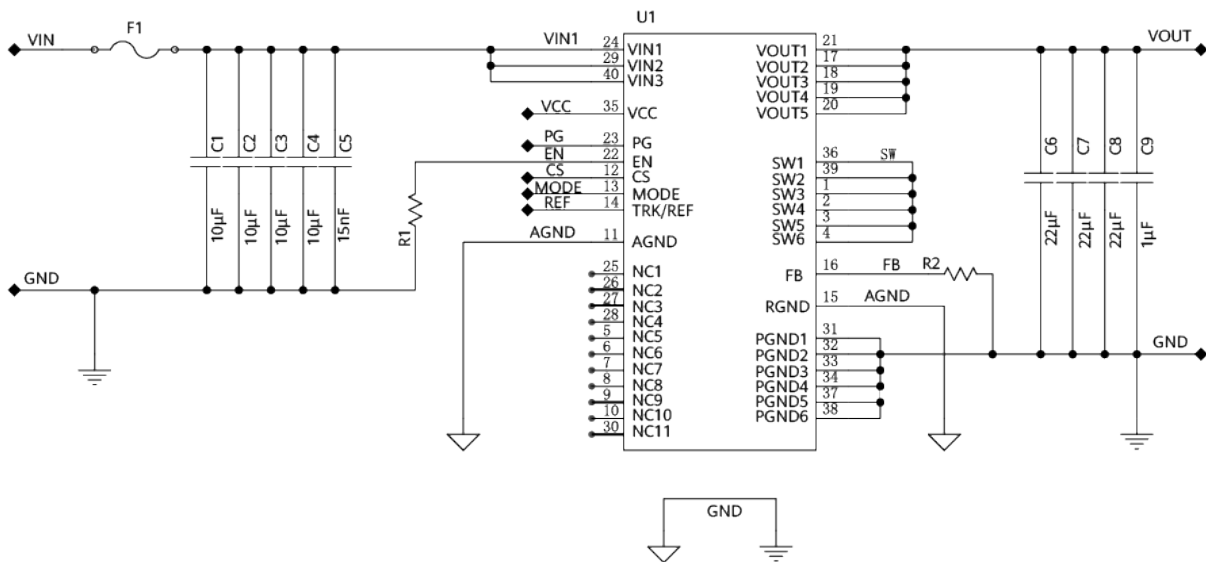 U1
F1
VIN
VIN1
24
VIN1
VOUT1
21
VOUT
29
VIN2
VOUT2
17
40
VIN3
VOUT3
18
VOUT4
19
VCC
35
VCC
VOUT5
20
PG
23
PG
EN
22
EN
SW1
36
SW
CS
12
CS
SW2
39
MODE
13
MODE
SW3
1
REF
14
TRK/REF
SW4
2
SW5
3
AGND
11
AGND
SW6
4
C1
C2
C3
C4
C5
10μF
10μF
10μF
10μF
15nF
R1
C6
C7
C8
C9
22μF
22μF
22μF
1μF
GND
25
NC1
FB
16
FB
R2
26
NC2
27
NC3
RGND
15
AGND
28
NC4
5
NC5
PGND1
31
6
NC6
PGND2
32
GND
7
NC7
PGND3
33
8
NC8
PGND4
34
9
NC9
PGND5
37
10
NC10
PGND6
38
30
NC11
GND